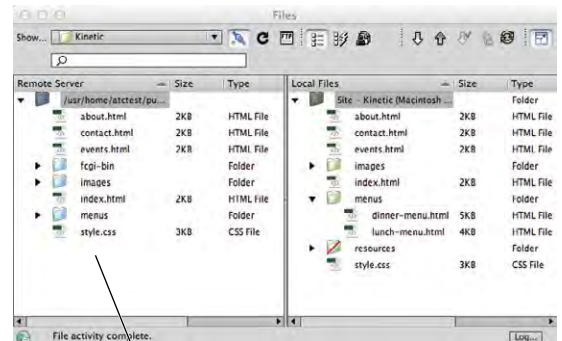 Files
Show... Kinetic
Remote Server Size Type
/usr/home/atctest/pu...
about.html 2KB HTML File
contact.html 2KB HTML File
events.html 2KB HTML File
fcgi-bin Folder
images Folder
index.html 2KB HTML File
menus Folder
style.css 3KB CSS File
Local Files Size Type
Site - Kinetic (Macintosh ... Folder
about.html 2KB HTML File
contact.html 2KB HTML File
events.html 2KB HTML File
images Folder
index.html 2KB HTML File
menus Folder
dinner-menu.html 5KB HTML File
lunch-menu.html 4KB HTML File
resources Folder
style.css 3KB CSS File
File activity complete.
Log...